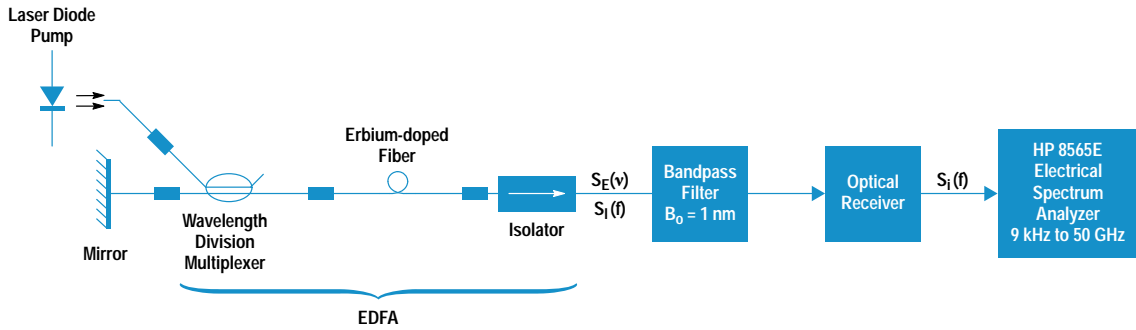 Laser Diode
Pump
Mirror
Wavelength
Division
Multiplexer
Erbium-doped
Fiber
Isolator
EDFA
S_E(ν)
S_I(f)
Bandpass
Filter
B_o = 1 nm
Optical
Receiver
S_i(f)
HP 8565E
Electrical
Spectrum
Analyzer
9 kHz to 50 GHz